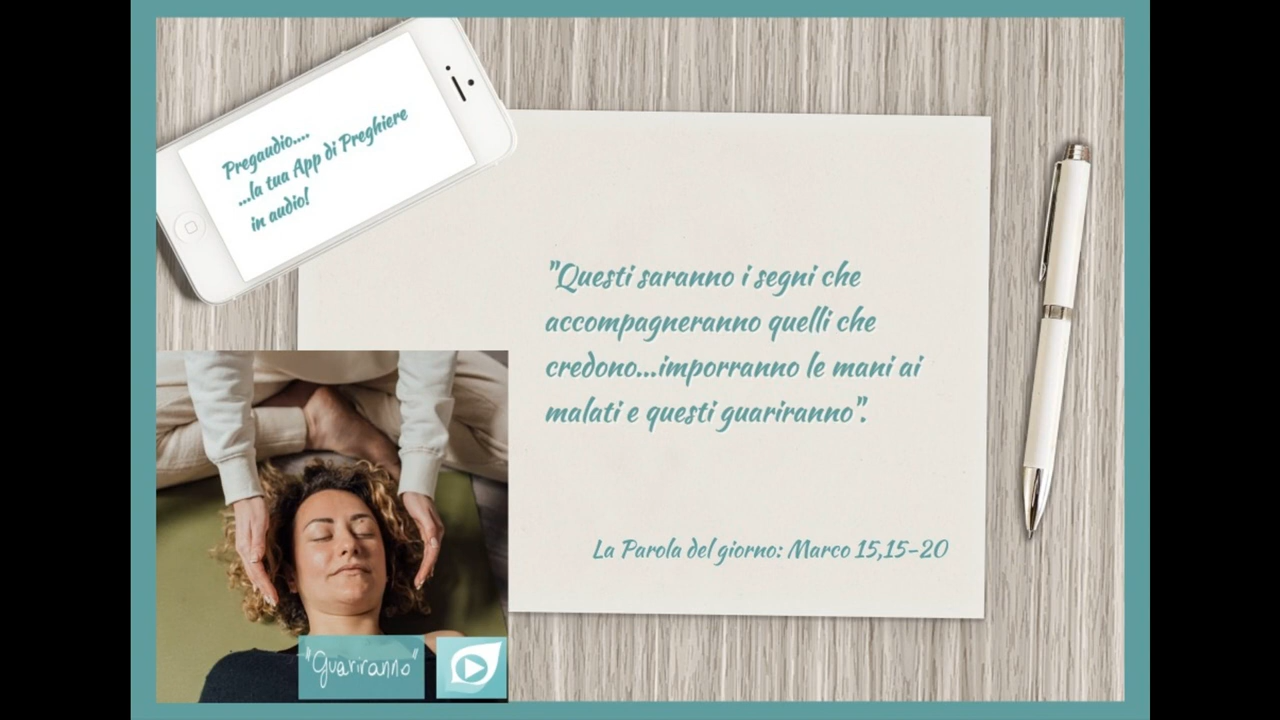 Pregaudio....
...la tua App di Preghiere
in audio!
"Questi saranno i segni che
accompagneranno quelli che
credono...imporranno le mani ai
malati e questi guariranno".
La Parola del giorno: Marco 15,15-20
"Guariranno"